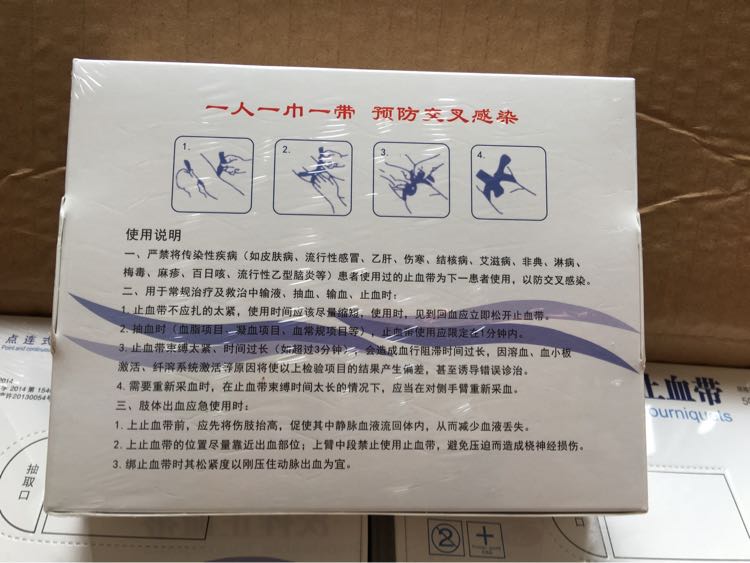 一人一巾一带 预防交叉感染
1.
2.
3.
4.
使用说明
一、严禁将传染性疾病（如皮肤病、流行性感冒、乙肝、伤寒、结核病、艾滋病、非典、淋病、
梅毒、麻疹、百日咳、流行性乙型脑炎等）患者使用过的止血带为下一患者使用，以防交叉感染。
二、用于常规治疗及救治中输液、抽血、输血、止血时：
1. 止血带不应扎的太紧，使用时间应该尽量缩短，使用时，见到回血应立即松开止血带。
2. 抽血时（血脂项目、凝血项目、血常规项目等），止血带使用应限定在1分钟内。
3. 止血带束缚太紧、时间过长（如超过3分钟），会造成血行阻滞时间过长，因溶血、血小板
激活、纤溶系统激活等原因将使以上检验项目的结果产生偏差，甚至诱导错误诊治。
4. 需要重新采血时，在止血带束缚时间太长的情况下，应当在对侧手臂重新采血。
三、肢体出血应急使用时：
1. 上止血带前，应先将伤肢抬高，促使其中静脉血液流回体内，从而减少血液丢失。
2. 上止血带的位置尽量靠近出血部位；上臂中段禁止使用止血带，避免压迫而造成桡神经损伤。
3. 绑止血带时其松紧度以刚压住动脉出血为宜。
点连式
Point and continuou
2014
字 2014 第 154
许 20130054
抽取口
止血带
ourniquets
②